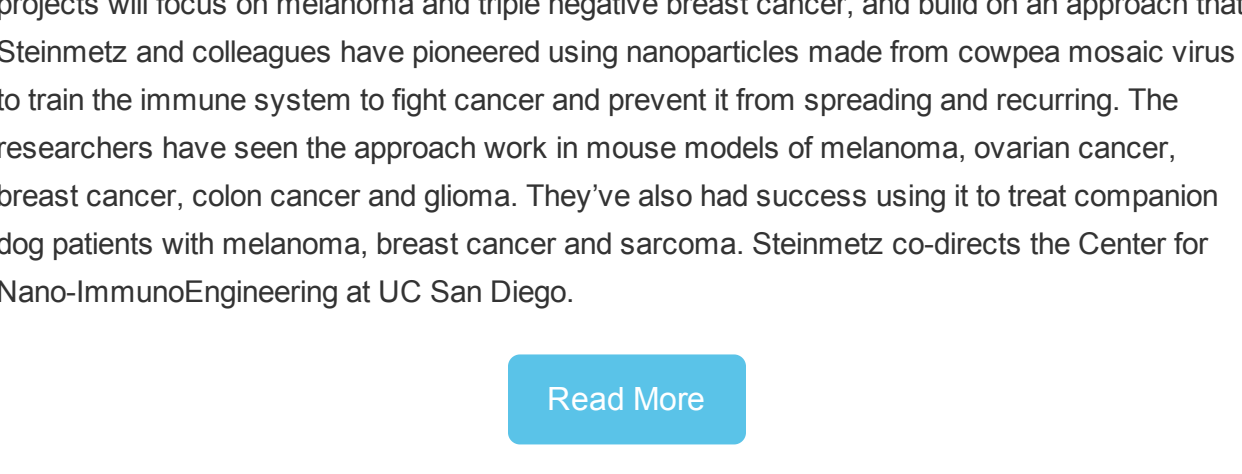 projects will focus on melanoma and triple negative breast cancer, and build on an approach that
Steinmetz and colleagues have pioneered using nanoparticles made from cowpea mosaic virus
to train the immune system to fight cancer and prevent it from spreading and recurring. The
researchers have seen the approach work in mouse models of melanoma, ovarian cancer,
breast cancer, colon cancer and glioma. They’ve also had success using it to treat companion
dog patients with melanoma, breast cancer and sarcoma. Steinmetz co-directs the Center for
Nano-ImmunoEngineering at UC San Diego.
Read More